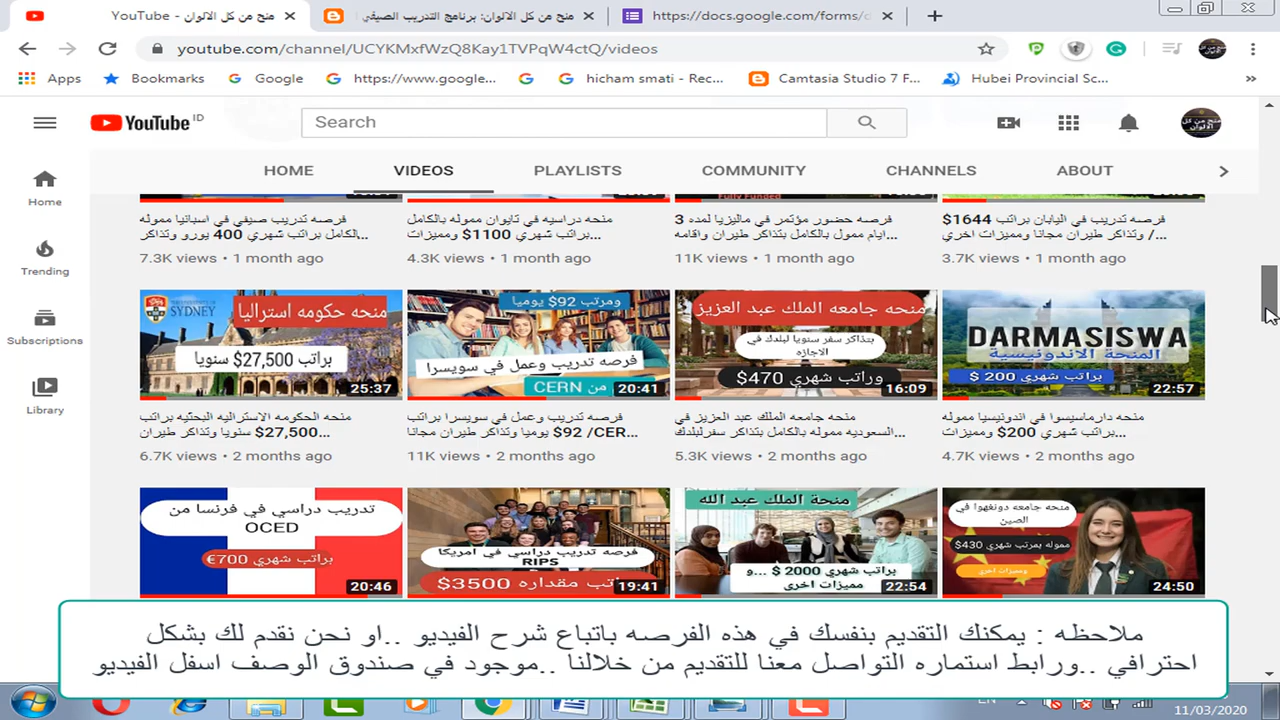 YouTube - منح من كل الالوان
منح من كل الالوان: برنامج التدريب الصيفي
https://docs.google.com/forms/d
youtube.com/channel/UCYKMxfWzQ8Kay1TVPqW4ctQ/videos
Apps
Bookmarks
Google
https://www.google...
hicham smati - Rec...
Camtasia Studio 7 F...
Hubei Provincial Sc...
YouTube ID
Search
منح من كل الالوان
HOME
VIDEOS
PLAYLISTS
COMMUNITY
CHANNELS
ABOUT
Home
Trending
Subscriptions
Library
Fully Funded
فرصه تدريب صيفي في اسبانيا مموله
بالكامل براتب شهري 400 يورو وتذاكر...
7.3K views • 1 month ago
منحه دراسيه في تايوان مموله بالكامل
براتب شهري 1100$ ومميزات...
4.3K views • 1 month ago
فرصه حضور مؤتمر في ماليزيا لمده 3
ايام ممول بالكامل بتذاكر طيران واقامه
11K views • 1 month ago
فرصه تدريب في اليابان براتب 1644$
/ وتذاكر طيران مجانا ومميزات اخري...
3.7K views • 1 month ago
THE UNIVERSITY OF
SYDNEY
منحه حكومه استراليا
براتب 27,500$ سنويا
25:37
منحه الحكومه الاستراليه البحثيه براتب
$27,500 سنويا وتذاكر طيران...
6.7K views • 2 months ago
ومرتب 92$ يوميا
فرصه تدريب وعمل في سويسرا
من CERN
20:41
فرصه تدريب وعمل في سويسرا براتب
$92 يوميا وتذاكر طيران مجانا /CER...
11K views • 2 months ago
منحه جامعه الملك عبد العزيز
بتذاكر سفر سنويا لبلدك في
الاجازه
وراتب شهري 470$
16:09
منحه جامعه الملك عبد العزيز في
السعوديه مموله بالكامل بتذاكر سفرلبلدك...
5.3K views • 2 months ago
DARMASISWA
المنحة الاندونيسية
براتب شهري 200 $
22:57
منحه دارماسيسوا في اندونيسيا مموله
براتب شهري 200$ ومميزات...
4.7K views • 2 months ago
تدريب دراسي في فرنسا من
OCED
براتب شهري 700€
20:46
فرصه تدريب دراسي في امريكا
RIPS
مقداره 3500$
19:41
منحة الملك عبد الله
براتب شهري 2000 $ ...و
مميزات اخرى
22:54
منحه جامعه دونغهوا في
الصين
مموله بمرتب شهري 430$
ومميزات اخرى
24:50
ملاحظه : يمكنك التقديم بنفسك في هذه الفرصه باتباع شرح الفيديو ..او نحن نقدم لك بشكل
احترافي ..ورابط استماره التواصل معنا للتقديم من خلالنا ..موجود في صندوق الوصف اسفل الفيديو
EN
11/03/2020